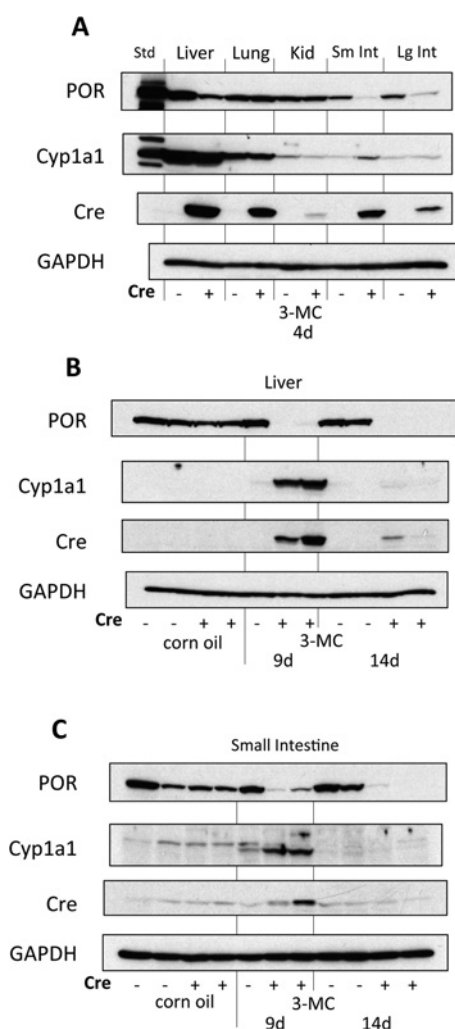 A
Std Liver Lung Kid Sm Int Lg Int
POR
Cyp1a1
Cre
GAPDH
Cre - + - + - + - + - +
3-MC
4d
B
Liver
POR
Cyp1a1
Cre
GAPDH
Cre - - + + - + + - - + +
corn oil 3-MC
9d 14d
C
Small Intestine
POR
Cyp1a1
Cre
GAPDH
Cre - - + + - + + - - + +
corn oil 3-MC
9d 14d